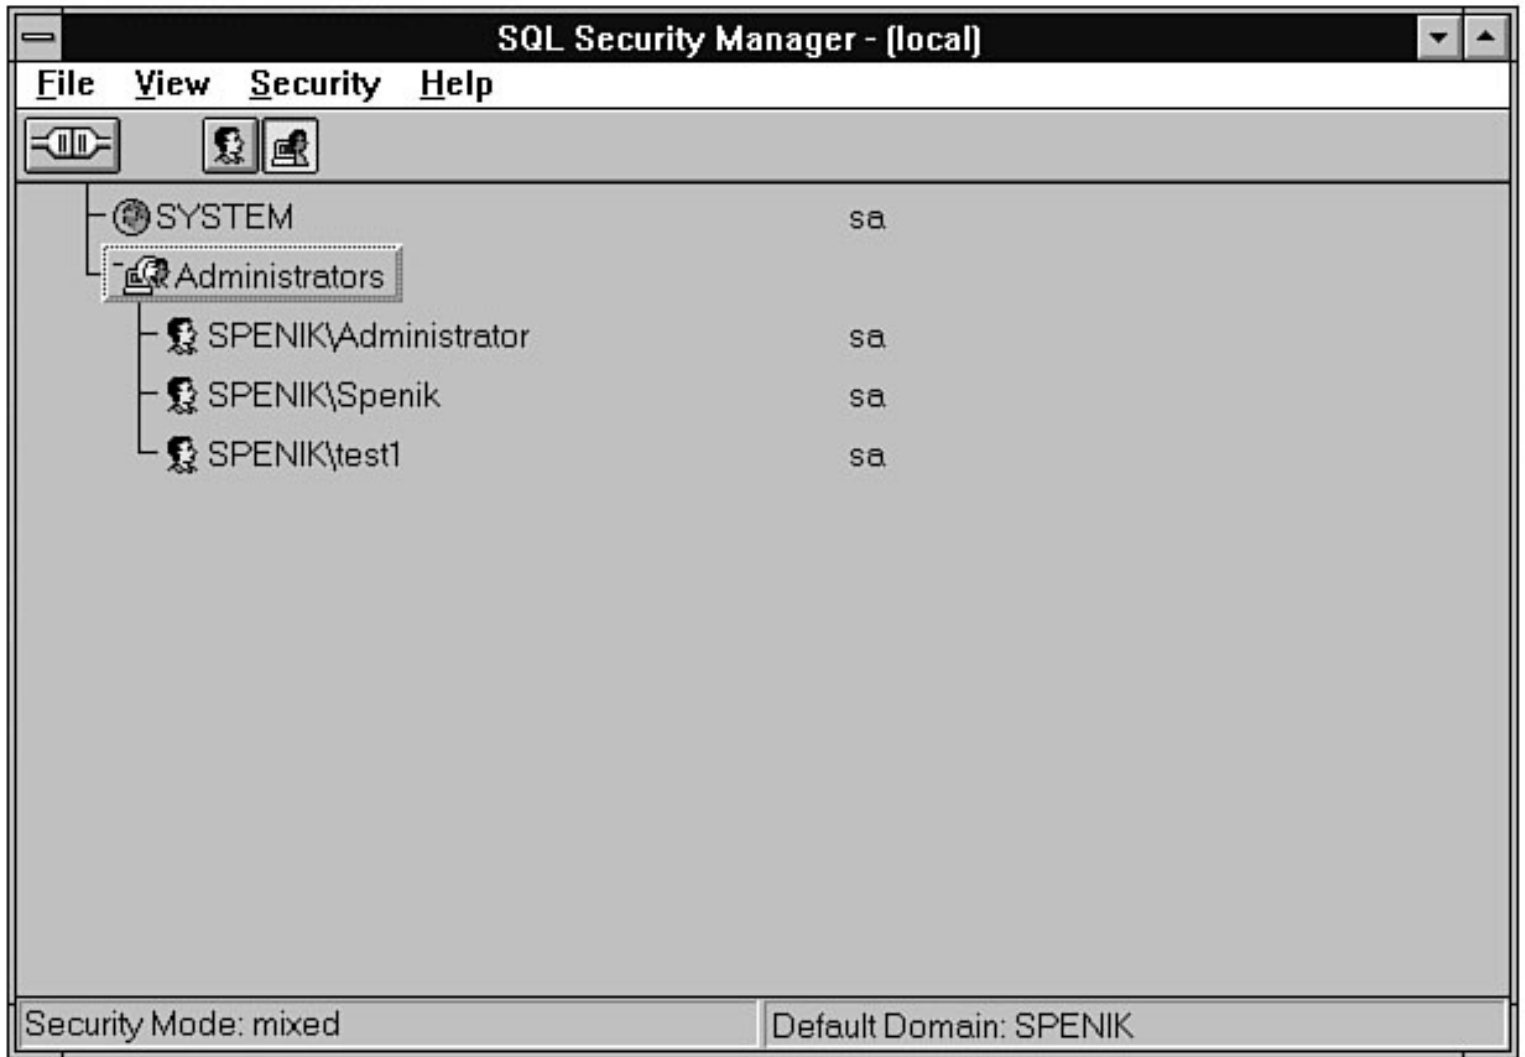 SQL Security Manager - (local)
File View Security Help
SYSTEM sa
Administrators
SPENIK\Administrator sa
SPENIK\Spenik sa
SPENIK\test1 sa
Security Mode: mixed Default Domain: SPENIK